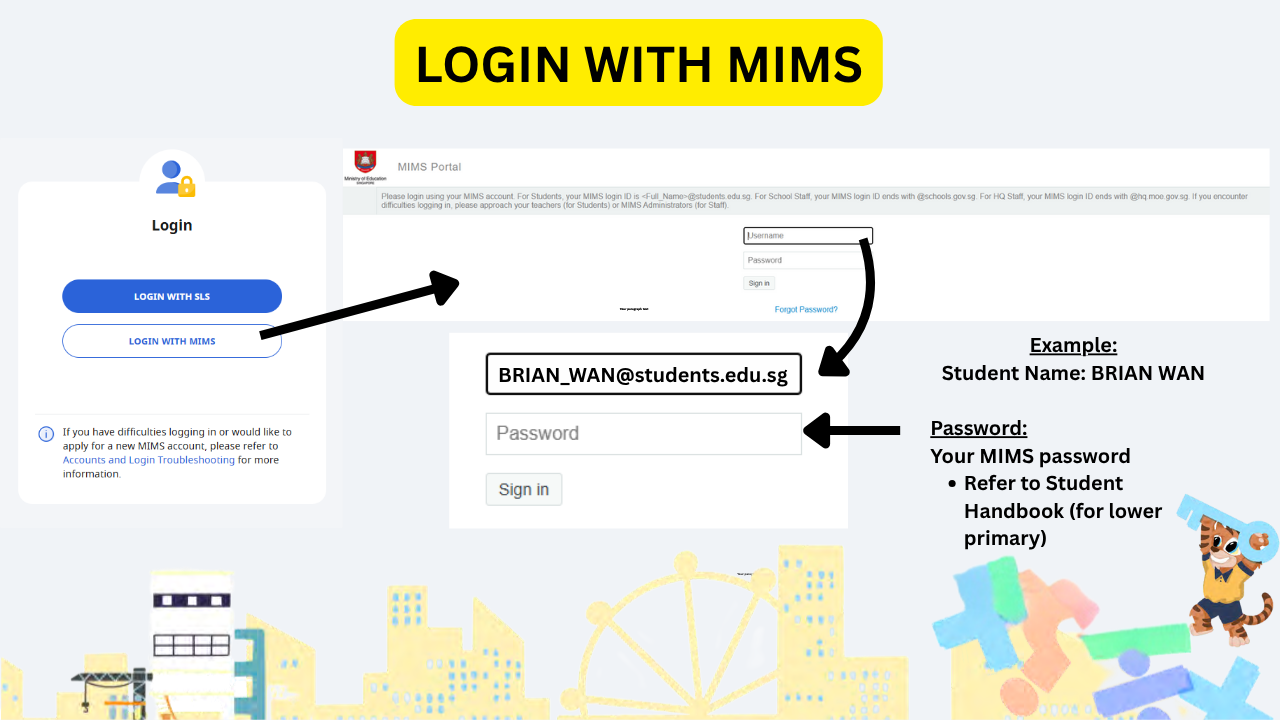 LOGIN WITH MIMS
Login
LOGIN WITH SLS
LOGIN WITH MIMS
If you have difficulties logging in or would like to
apply for a new MIMS account, please refer to
Accounts and Login Troubleshooting for more
information.
Ministry of Education
SINGAPORE
MIMS Portal
Please login using your MIMS account. For Students, your MIMS login ID is <Full_Name>@students.edu.sg. For School Staff, your MIMS login ID ends with @schools.gov.sg. For HQ Staff, your MIMS login ID ends with @hq.moe.gov.sg. If you encounter
difficulties logging in, please approach your teachers (for Students) or MIMS Administrators (for Staff).
Username
Password
Sign in
Forgot Password?
Your paragraph text
BRIAN_WAN@students.edu.sg
Password
Sign in
Example:
Student Name: BRIAN WAN
Password:
Your MIMS password
• Refer to Student
Handbook (for lower
primary)